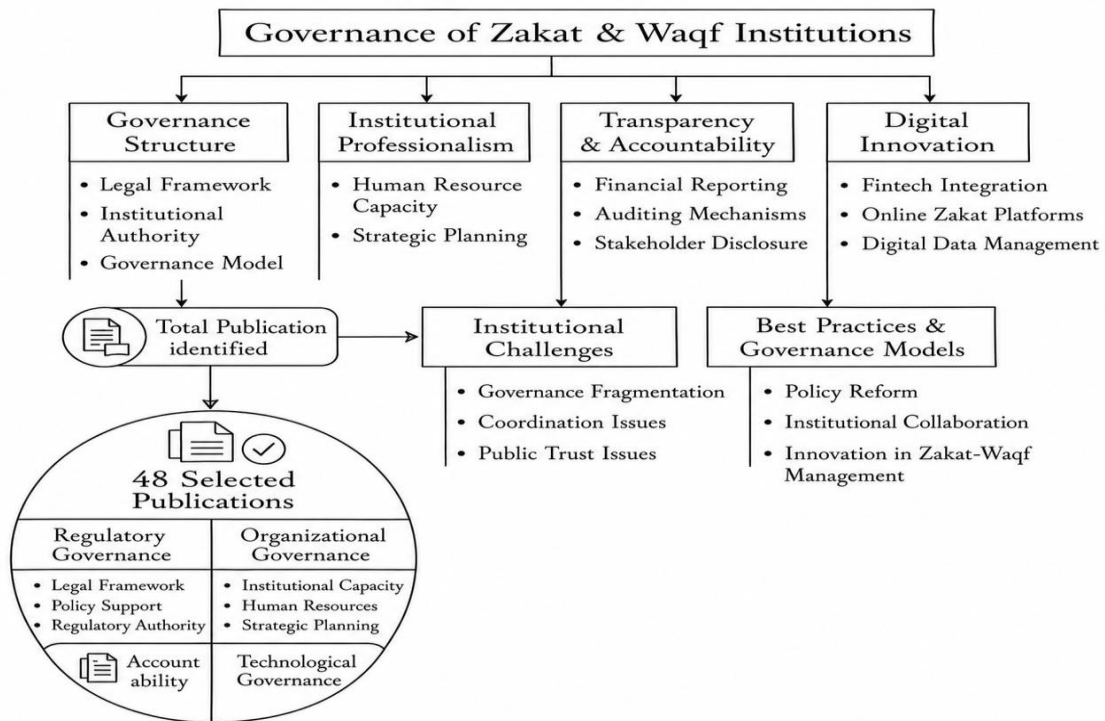 Governance of Zakat & Waqf Institutions
Governance
Structure
• Legal Framework
• Institutional
Authority
• Governance Model
Institutional
Professionalism
• Human Resource
Capacity
• Strategic Planning
Transparency
& Accountability
• Financial Reporting
• Auditing Mechanisms
• Stakeholder Disclosure
Digital
Innovation
• Fintech Integration
• Online Zakat Platforms
• Digital Data Management
Total Publication
identified
Institutional
Challenges
• Governance Fragmentation
• Coordination Issues
• Public Trust Issues
Best Practices &
Governance Models
• Policy Reform
• Institutional Collaboration
• Innovation in Zakat-Waqf
Management
48 Selected
Publications
Regulatory
Governance
• Legal Framework
• Policy Support
• Regulatory Authority
Organizational
Governance
• Institutional Capacity
• Human Resources
• Strategic Planning
Account
ability
Technological
Governance